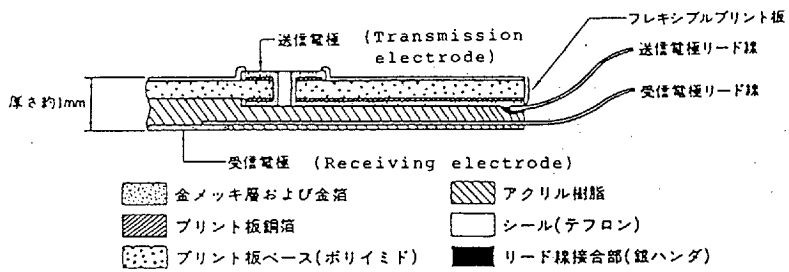 フレキシブルプリント板
送信電極 (Transmission electrode)
送信電極リード線
受信電極リード線
厚さ約1mm
受信電極 (Receiving electrode)
金メッキ層および金箔
アクリル樹脂
プリント板銅箔
シール(テフロン)
プリント板ベース(ポリイミド)
リード線接合部(銀ハンダ)